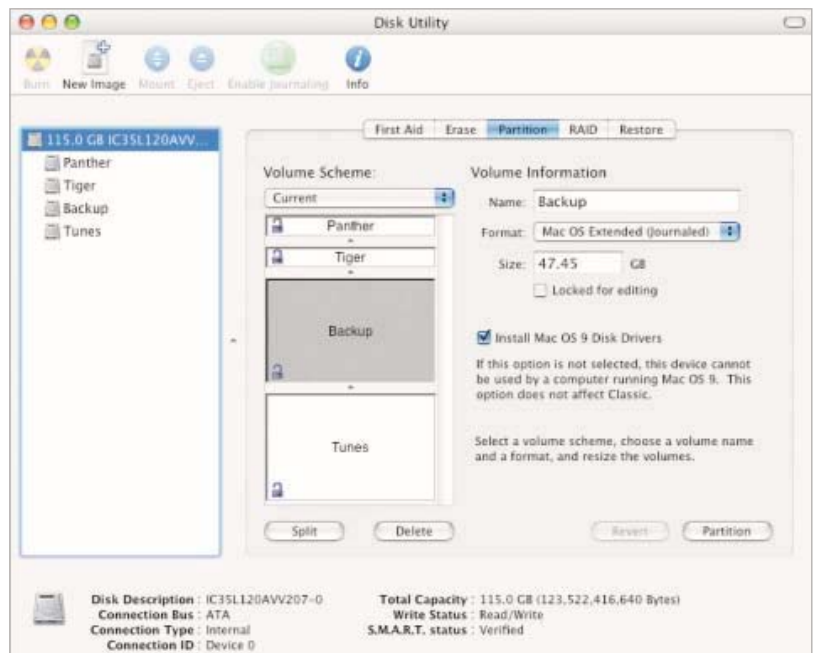 Disk Utility
Burn New Image Mount Eject Enable Journaling Info
115.0 GB IC35L120AVV...
Panther
Tiger
Backup
Tunes
First Aid Erase Partition RAID Restore
Volume Scheme:
Current
Panther
Tiger
Backup
Tunes
Split Delete
Volume Information
Name: Backup
Format: Mac OS Extended (Journaled)
Size: 47.45 GB
Locked for editing
Install Mac OS 9 Disk Drivers
If this option is not selected, this device cannot
be used by a computer running Mac OS 9. This
option does not affect Classic.
Select a volume scheme, choose a volume name
and a format, and resize the volumes.
Revert Partition
Disk Description : IC35L120AVV207-0
Connection Bus : ATA
Connection Type : Internal
Connection ID : Device 0
Total Capacity : 115.0 GB (123,522,416,640 Bytes)
Write Status : Read/Write
S.M.A.R.T. status : Verified